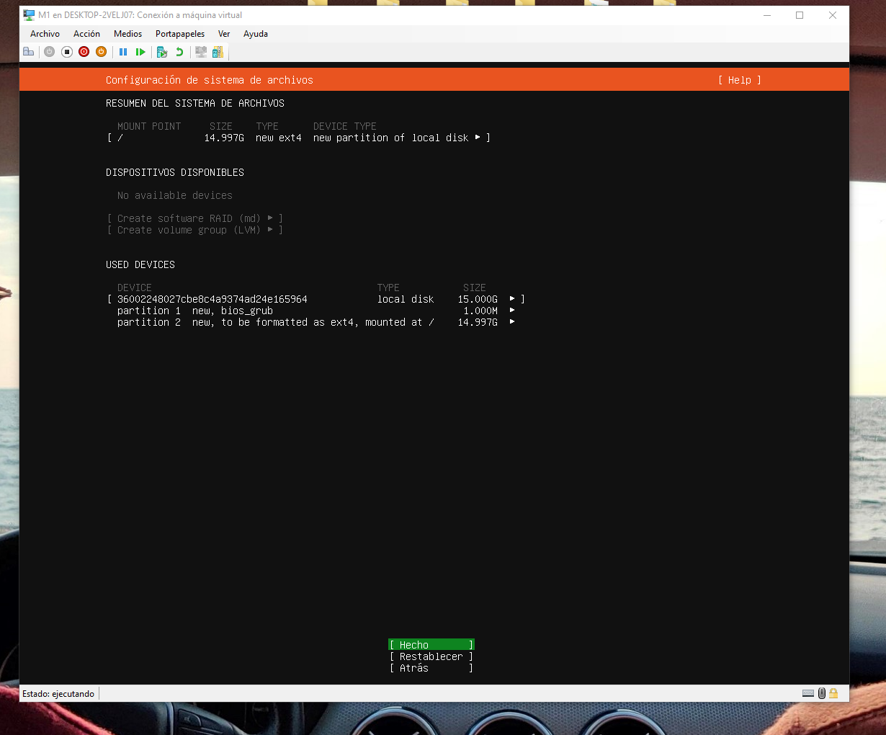 M1 en DESKTOP-2VELJ07: Conexión a máquina virtual
Archivo Acción Medios Portapapeles Ver Ayuda
Configuración de sistema de archivos [ Help ]
RESUMEN DEL SISTEMA DE ARCHIVOS
MOUNT POINT SIZE TYPE DEVICE TYPE
[ / 14.997G new ext4 new partition of local disk ▸ ]
DISPOSITIVOS DISPONIBLES
No available devices
[ Create software RAID (md) ▸ ]
[ Create volume group (LVM) ▸ ]
USED DEVICES
DEVICE TYPE SIZE
[ 36002248027cbe8c4a9374ad24e165964 local disk 15.000G ▸ ]
partition 1 new, bios_grub 1.000M ▸
partition 2 new, to be formatted as ext4, mounted at / 14.997G ▸
[ Hecho ]
[ Restablecer ]
[ Atrás ]
Estado: ejecutando